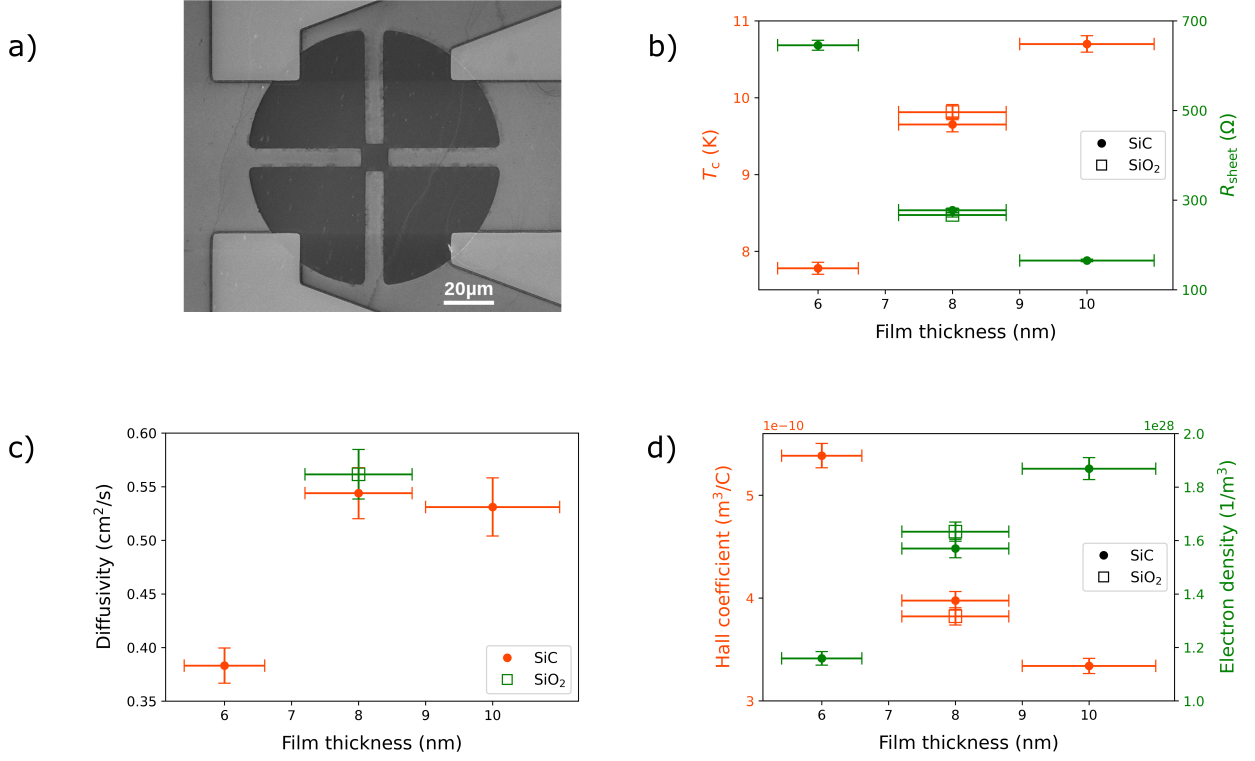 a)
20µm
b)
11
10
9
8
T_c (K)
700
500
300
100
R_sheet (Ω)
SiC
SiO₂
6 7 8 9 10
Film thickness (nm)
c)
0.60
0.55
0.50
0.45
0.40
0.35
Diffusivity (cm²/s)
SiC
SiO₂
6 7 8 9 10
Film thickness (nm)
d)
1e−10
1e28
5
4
3
Hall coefficient (m³/C)
2.0
1.8
1.6
1.4
1.2
1.0
Electron density (1/m³)
SiC
SiO₂
6 7 8 9 10
Film thickness (nm)